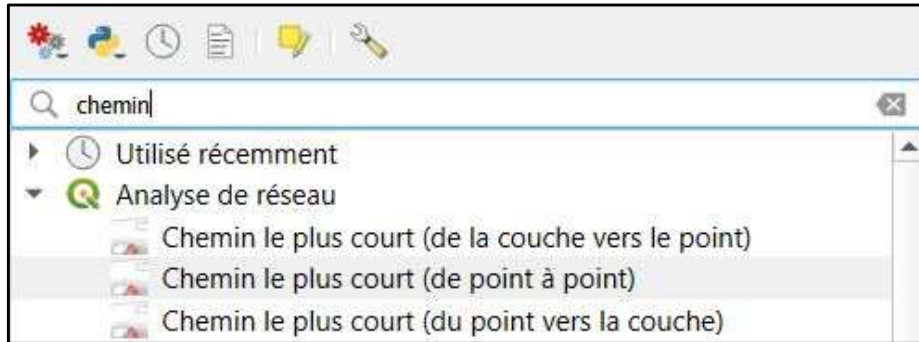 chemin
Utilisé récemment
Analyse de réseau
Chemin le plus court (de la couche vers le point)
Chemin le plus court (de point à point)
Chemin le plus court (du point vers la couche)